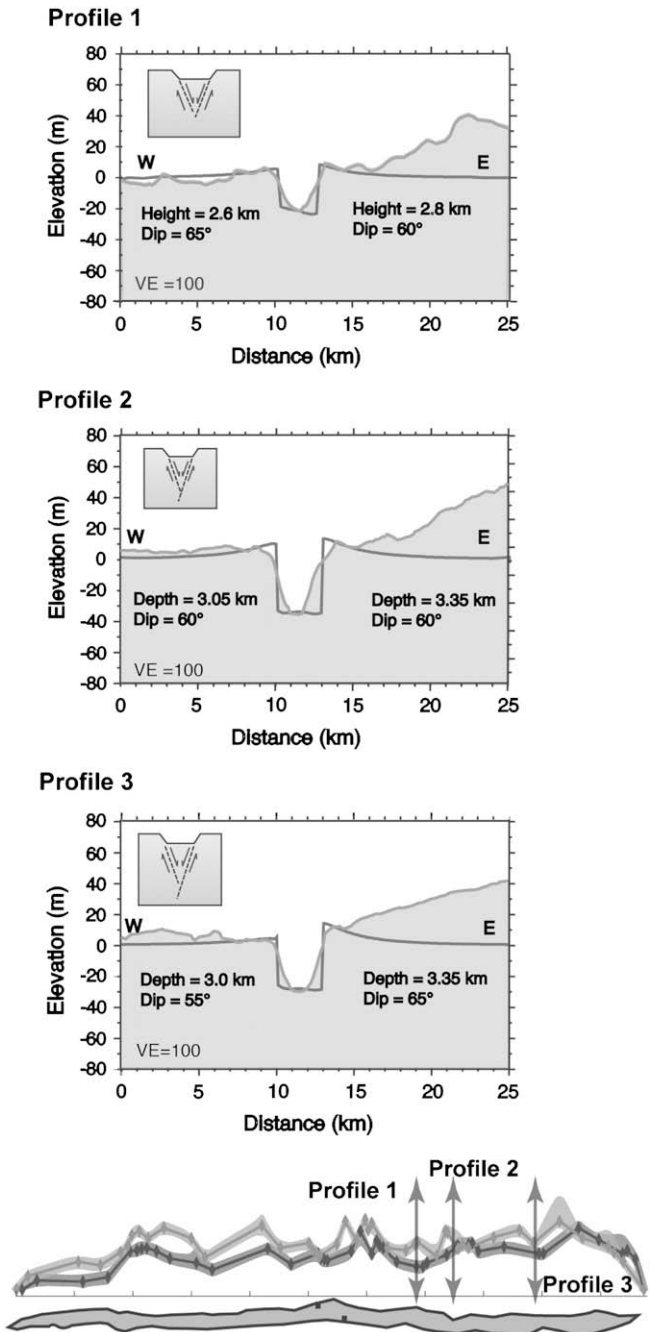 Profile 1
80
60
40
20
0
-20
-40
-60
-80
Elevation (m)
W
E
Height = 2.6 km
Dip = 65°
Height = 2.8 km
Dip = 60°
VE =100
0 5 10 15 20 25
Distance (km)
Profile 2
80
60
40
20
0
-20
-40
-60
-80
Elevation (m)
W
E
Depth = 3.05 km
Dip = 60°
Depth = 3.35 km
Dip = 60°
VE =100
0 5 10 15 20 25
Distance (km)
Profile 3
80
60
40
20
0
-20
-40
-60
-80
Elevation (m)
W
E
Depth = 3.0 km
Dip = 55°
Depth = 3.35 km
Dip = 65°
VE=100
0 5 10 15 20 25
Distance (km)
Profile 2
Profile 1
Profile 3